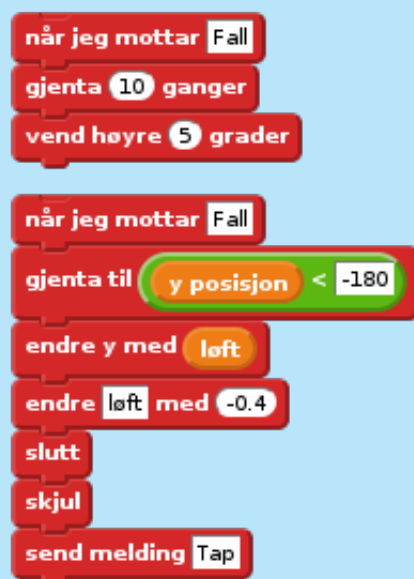 når jeg mottar Fall
gjenta 10 ganger
vend høyre 5 grader
når jeg mottar Fall
gjenta til y posisjon < -180
endre y med løft
endre løft med -0.4
slutt
skjul
send melding Tap